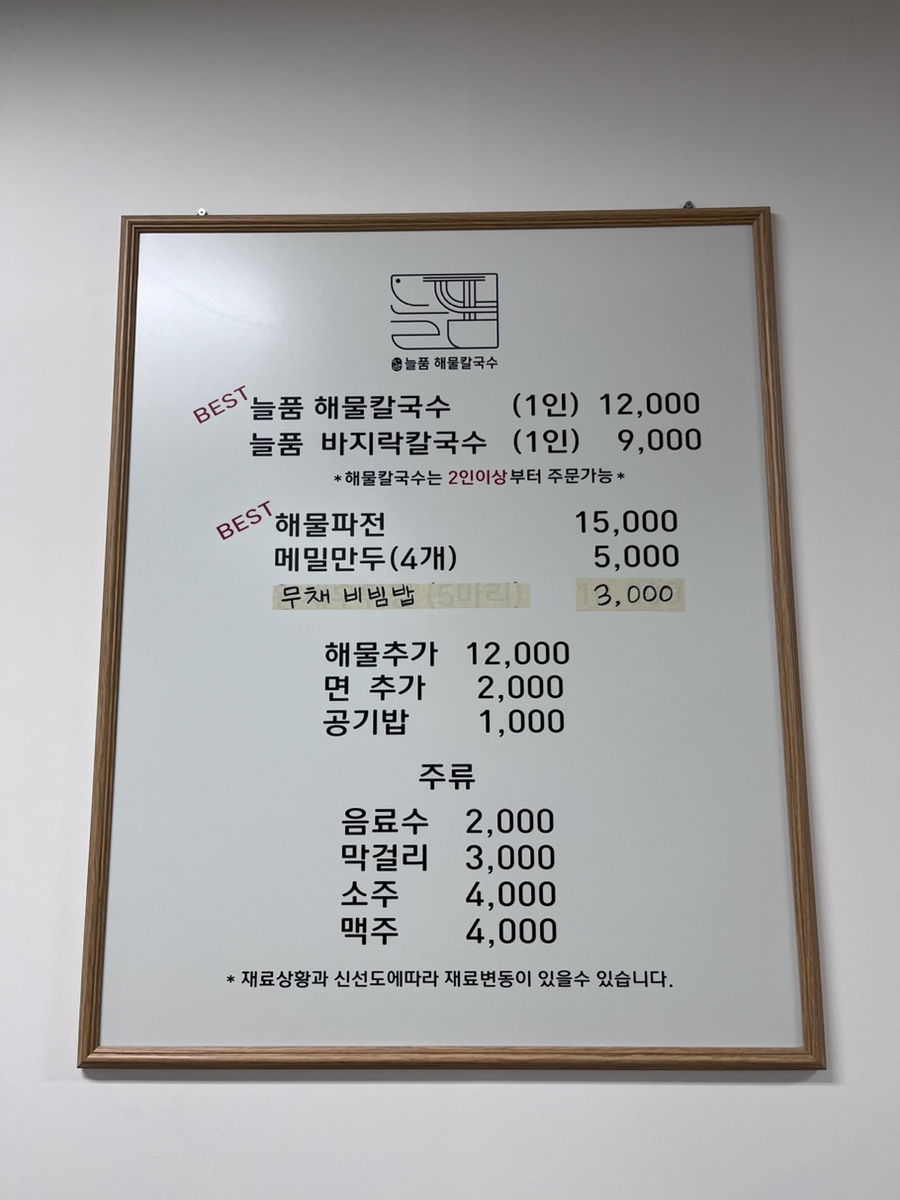 늘품 해물칼국수
BEST 늘품 해물칼국수 (1인) 12,000
늘품 바지락칼국수 (1인) 9,000
*해물칼국수는 2인이상부터 주문가능*
BEST 해물파전 15,000
메밀만두(4개) 5,000
무채 비빔밥 (5마리) 3,000
해물추가 12,000
면 추가 2,000
공기밥 1,000
주류
음료수 2,000
막걸리 3,000
소주 4,000
맥주 4,000
* 재료상황과 신선도에따라 재료변동이 있을수 있습니다.